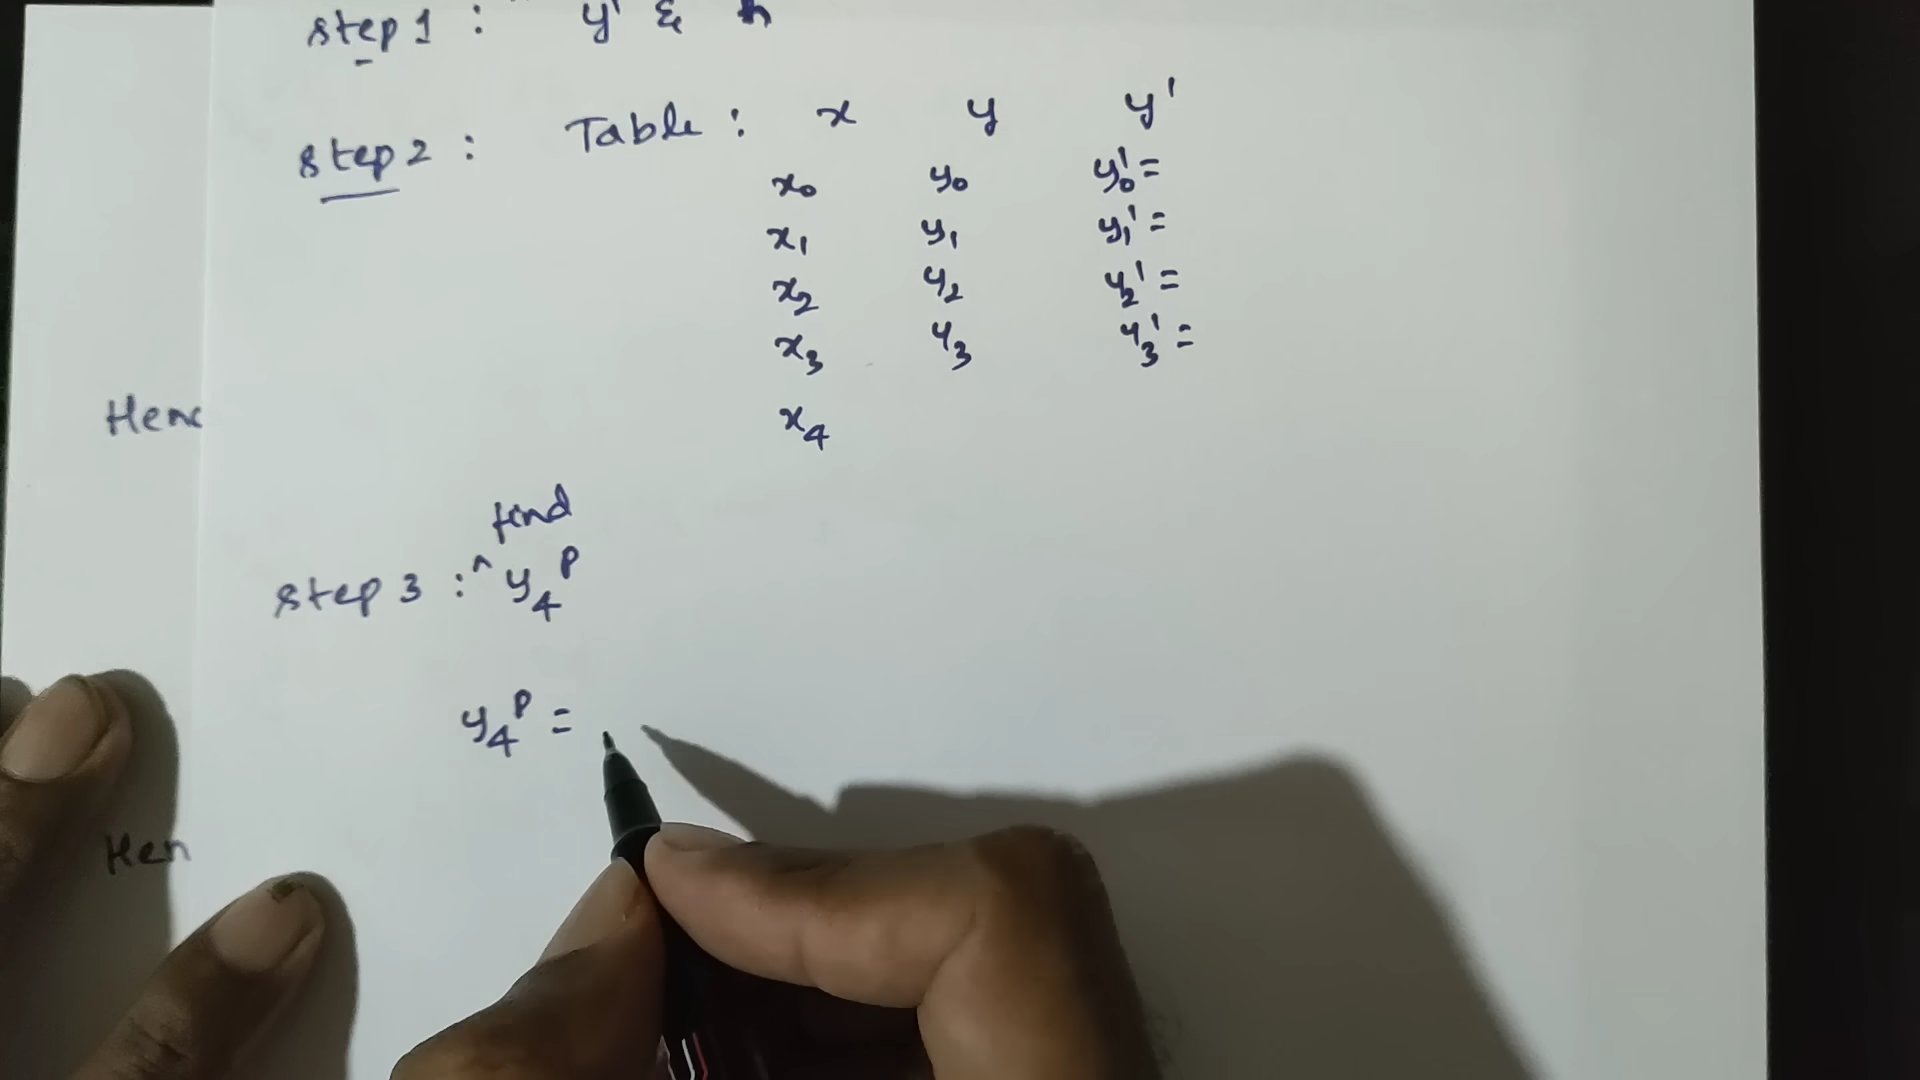 step 1 : y' & h
step 2 : Table : x y y'
x₀ y₀ y₀' =
x₁ y₁ y₁' =
x₂ y₂ y₂' =
x₃ y₃ y₃' =
x₄
Henc
find
step 3 : ^ y₄ᴾ
y₄ᴾ =
Hen